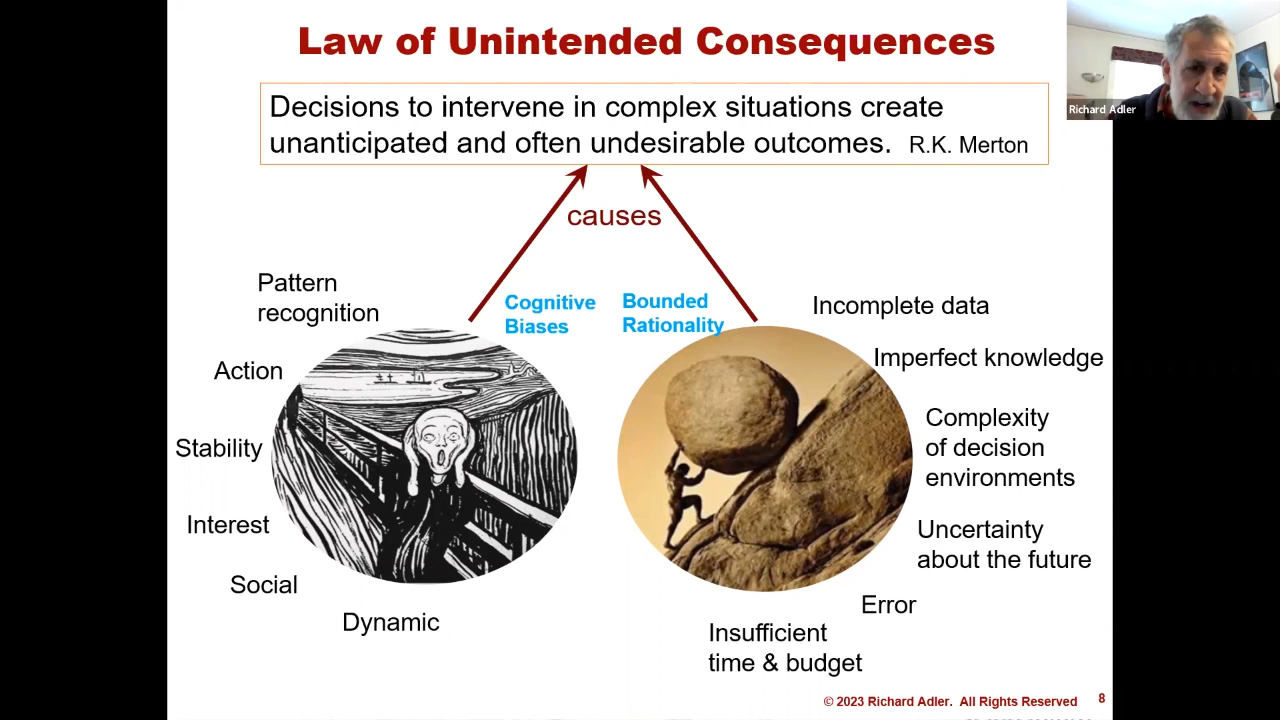 Law of Unintended Consequences
Richard Adler
Decisions to intervene in complex situations create
unanticipated and often undesirable outcomes. R.K. Merton
causes
Pattern
recognition
Action
Stability
Interest
Social
Dynamic
Cognitive
Biases
Bounded
Rationality
Incomplete data
Imperfect knowledge
Complexity
of decision
environments
Uncertainty
about the future
Error
Insufficient
time & budget
© 2023 Richard Adler. All Rights Reserved 8